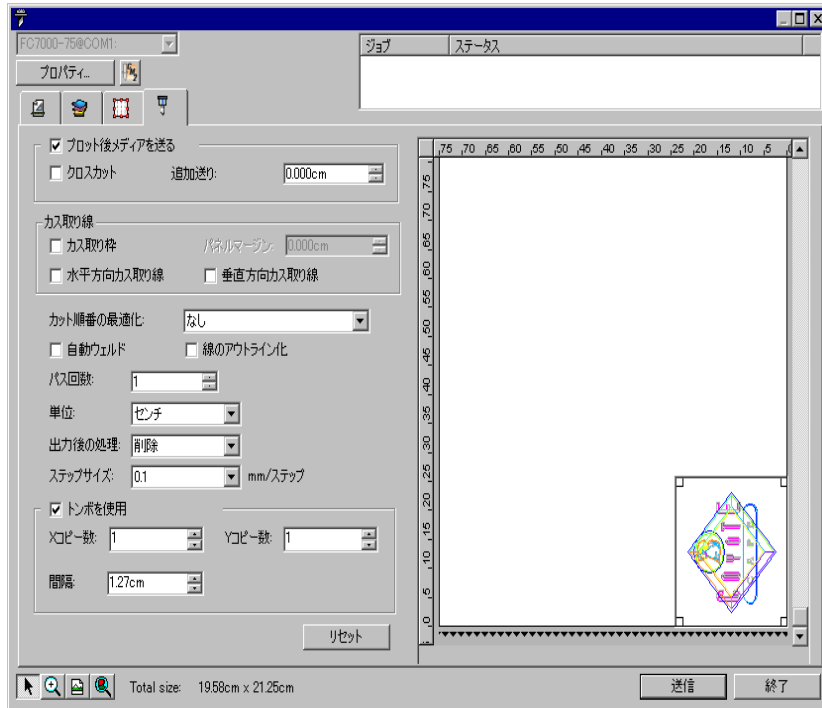 FC7000-75@COM1:
プロパティ...
ジョブ ステータス
プロット後メディアを送る
クロスカット 追加送り: 0.000cm
カス取り線
カス取り枠 パネルマージン: 0.000cm
水平方向カス取り線 垂直方向カス取り線
カット順番の最適化: なし
自動ウェルド 線のアウトライン化
パス回数: 1
単位: センチ
出力後の処理: 削除
ステップサイズ: 0.1 mm/ステップ
トンボを使用
Xコピー数: 1 Yコピー数: 1
間隔: 1.27cm
リセット
75 70 65 60 55 50 45 40 35 30 25 20 15 10 5
75
70
65
60
55
50
45
40
35
30
25
20
15
10
5
0
COYOTE
Total size: 19.58cm x 21.25cm
送信 終了